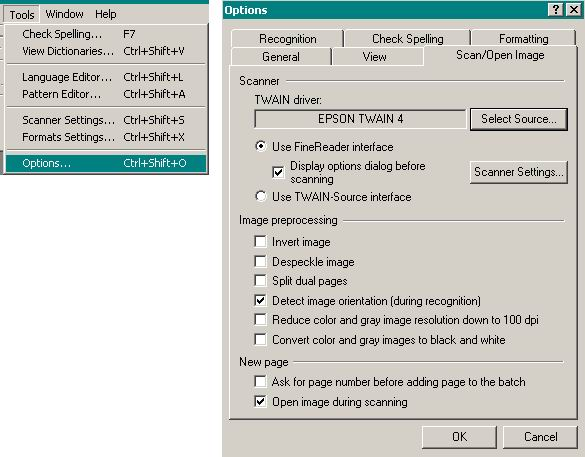 Tools Window Help
Check Spelling... F7
View Dictionaries... Ctrl+Shift+V
Language Editor... Ctrl+Shift+L
Pattern Editor... Ctrl+Shift+A
Scanner Settings... Ctrl+Shift+S
Formats Settings... Ctrl+Shift+X
Options... Ctrl+Shift+O
Options
Recognition Check Spelling Formatting
General View Scan/Open Image
Scanner
TWAIN driver:
EPSON TWAIN 4 Select Source...
Use FineReader interface
Display options dialog before
scanning
Scanner Settings...
Use TWAIN-Source interface
Image preprocessing
Invert image
Despeckle image
Split dual pages
Detect image orientation (during recognition)
Reduce color and gray image resolution down to 100 dpi
Convert color and gray images to black and white
New page
Ask for page number before adding page to the batch
Open image during scanning
OK Cancel